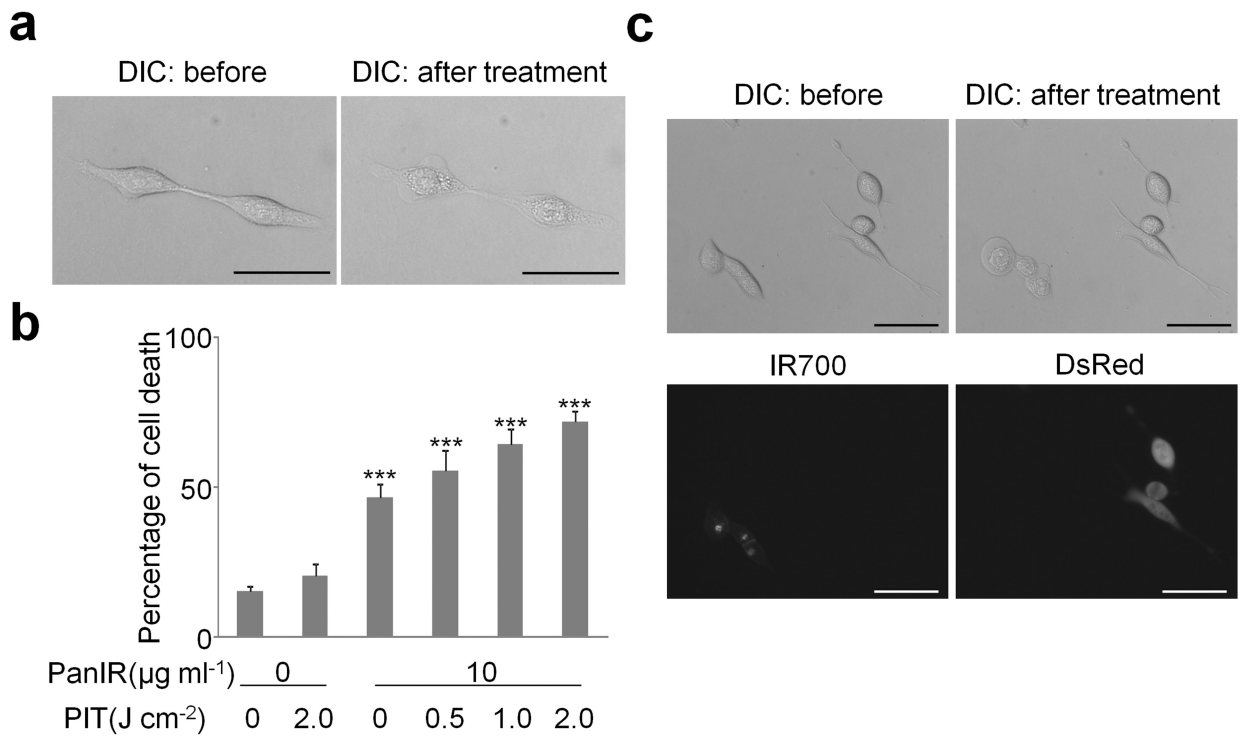 a
DIC: before
DIC: after treatment
b
Percentage of cell death
100
50
0
*** *** *** ***
PanIR(μg ml-1) 0 10
PIT(J cm-2) 0 2.0 0 0.5 1.0 2.0
c
DIC: before
DIC: after treatment
IR700
DsRed